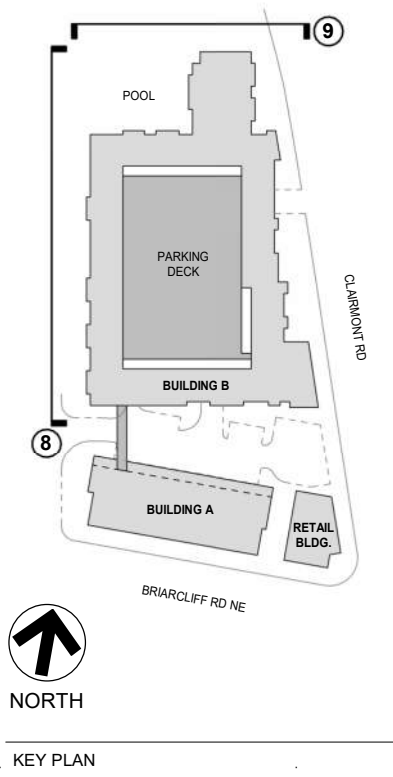 9
POOL
PARKING
DECK
CLAIRMONT RD
BUILDING B
8
BUILDING A
RETAIL
BLDG.
BRIARCLIFF RD NE
NORTH
KEY PLAN